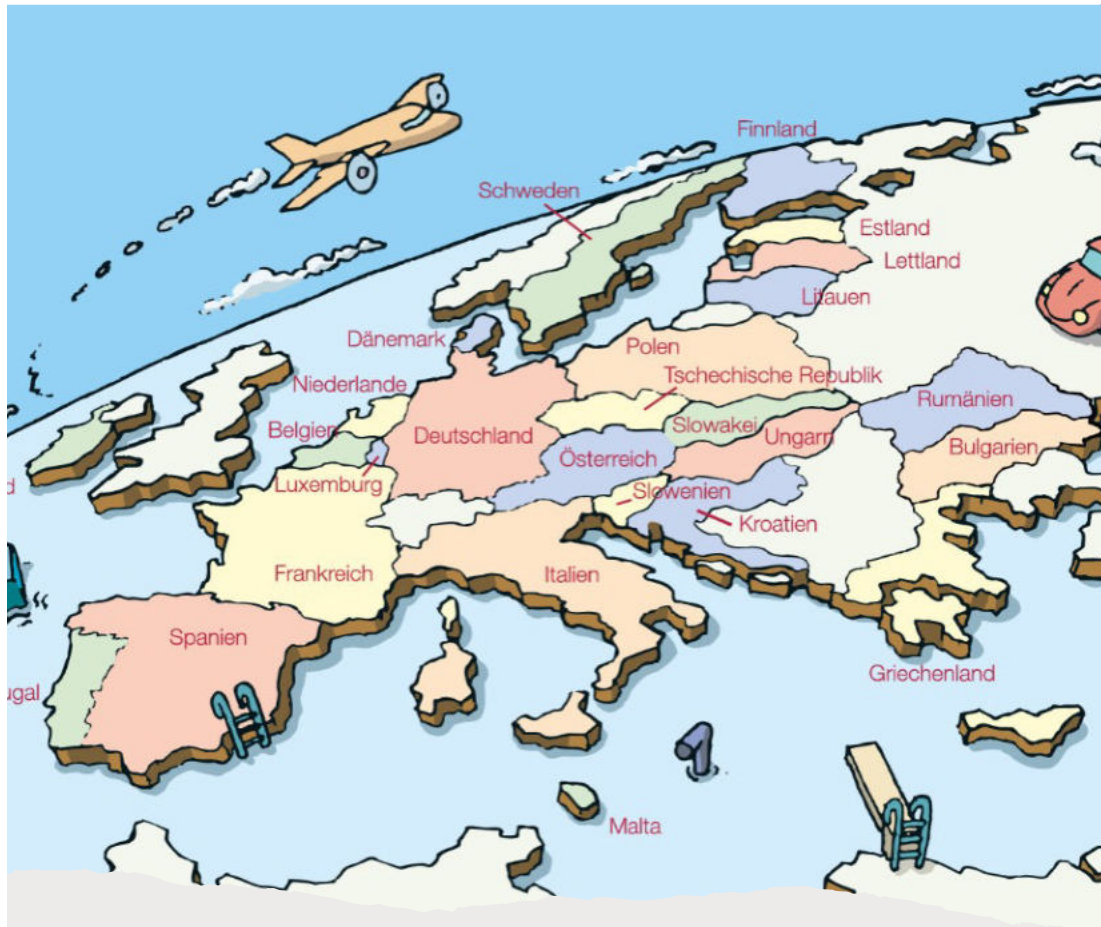 Finnland
Schweden
Estland
Lettland
Litauen
Dänemark
Polen
Tschechische Republik
Niederlande
Rumänien
Belgien
Deutschland
Slowakei
Ungarn
Bulgarien
Österreich
Luxemburg
Slowenien
Kroatien
Frankreich
Italien
Spanien
Griechenland
ugal
Malta